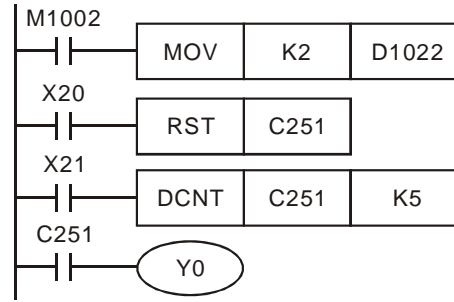 M1002
MOV K2 D1022
X20
RST C251
X21
DCNT C251 K5
C251
Y0